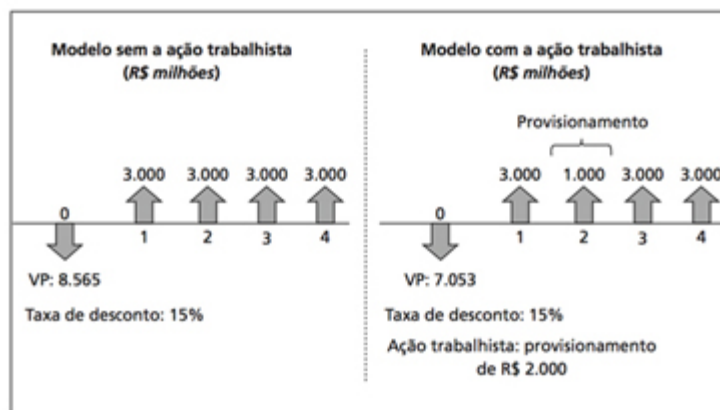 Modelo sem a ação trabalhista
(R$ milhões)
3.000 3.000 3.000 3.000
0
1 2 3 4
VP: 8.565
Taxa de desconto: 15%
Modelo com a ação trabalhista
(R$ milhões)
Provisionamento
3.000 1.000 3.000 3.000
0
1 2 3 4
VP: 7.053
Taxa de desconto: 15%
Ação trabalhista: provisionamento
de R$ 2.000